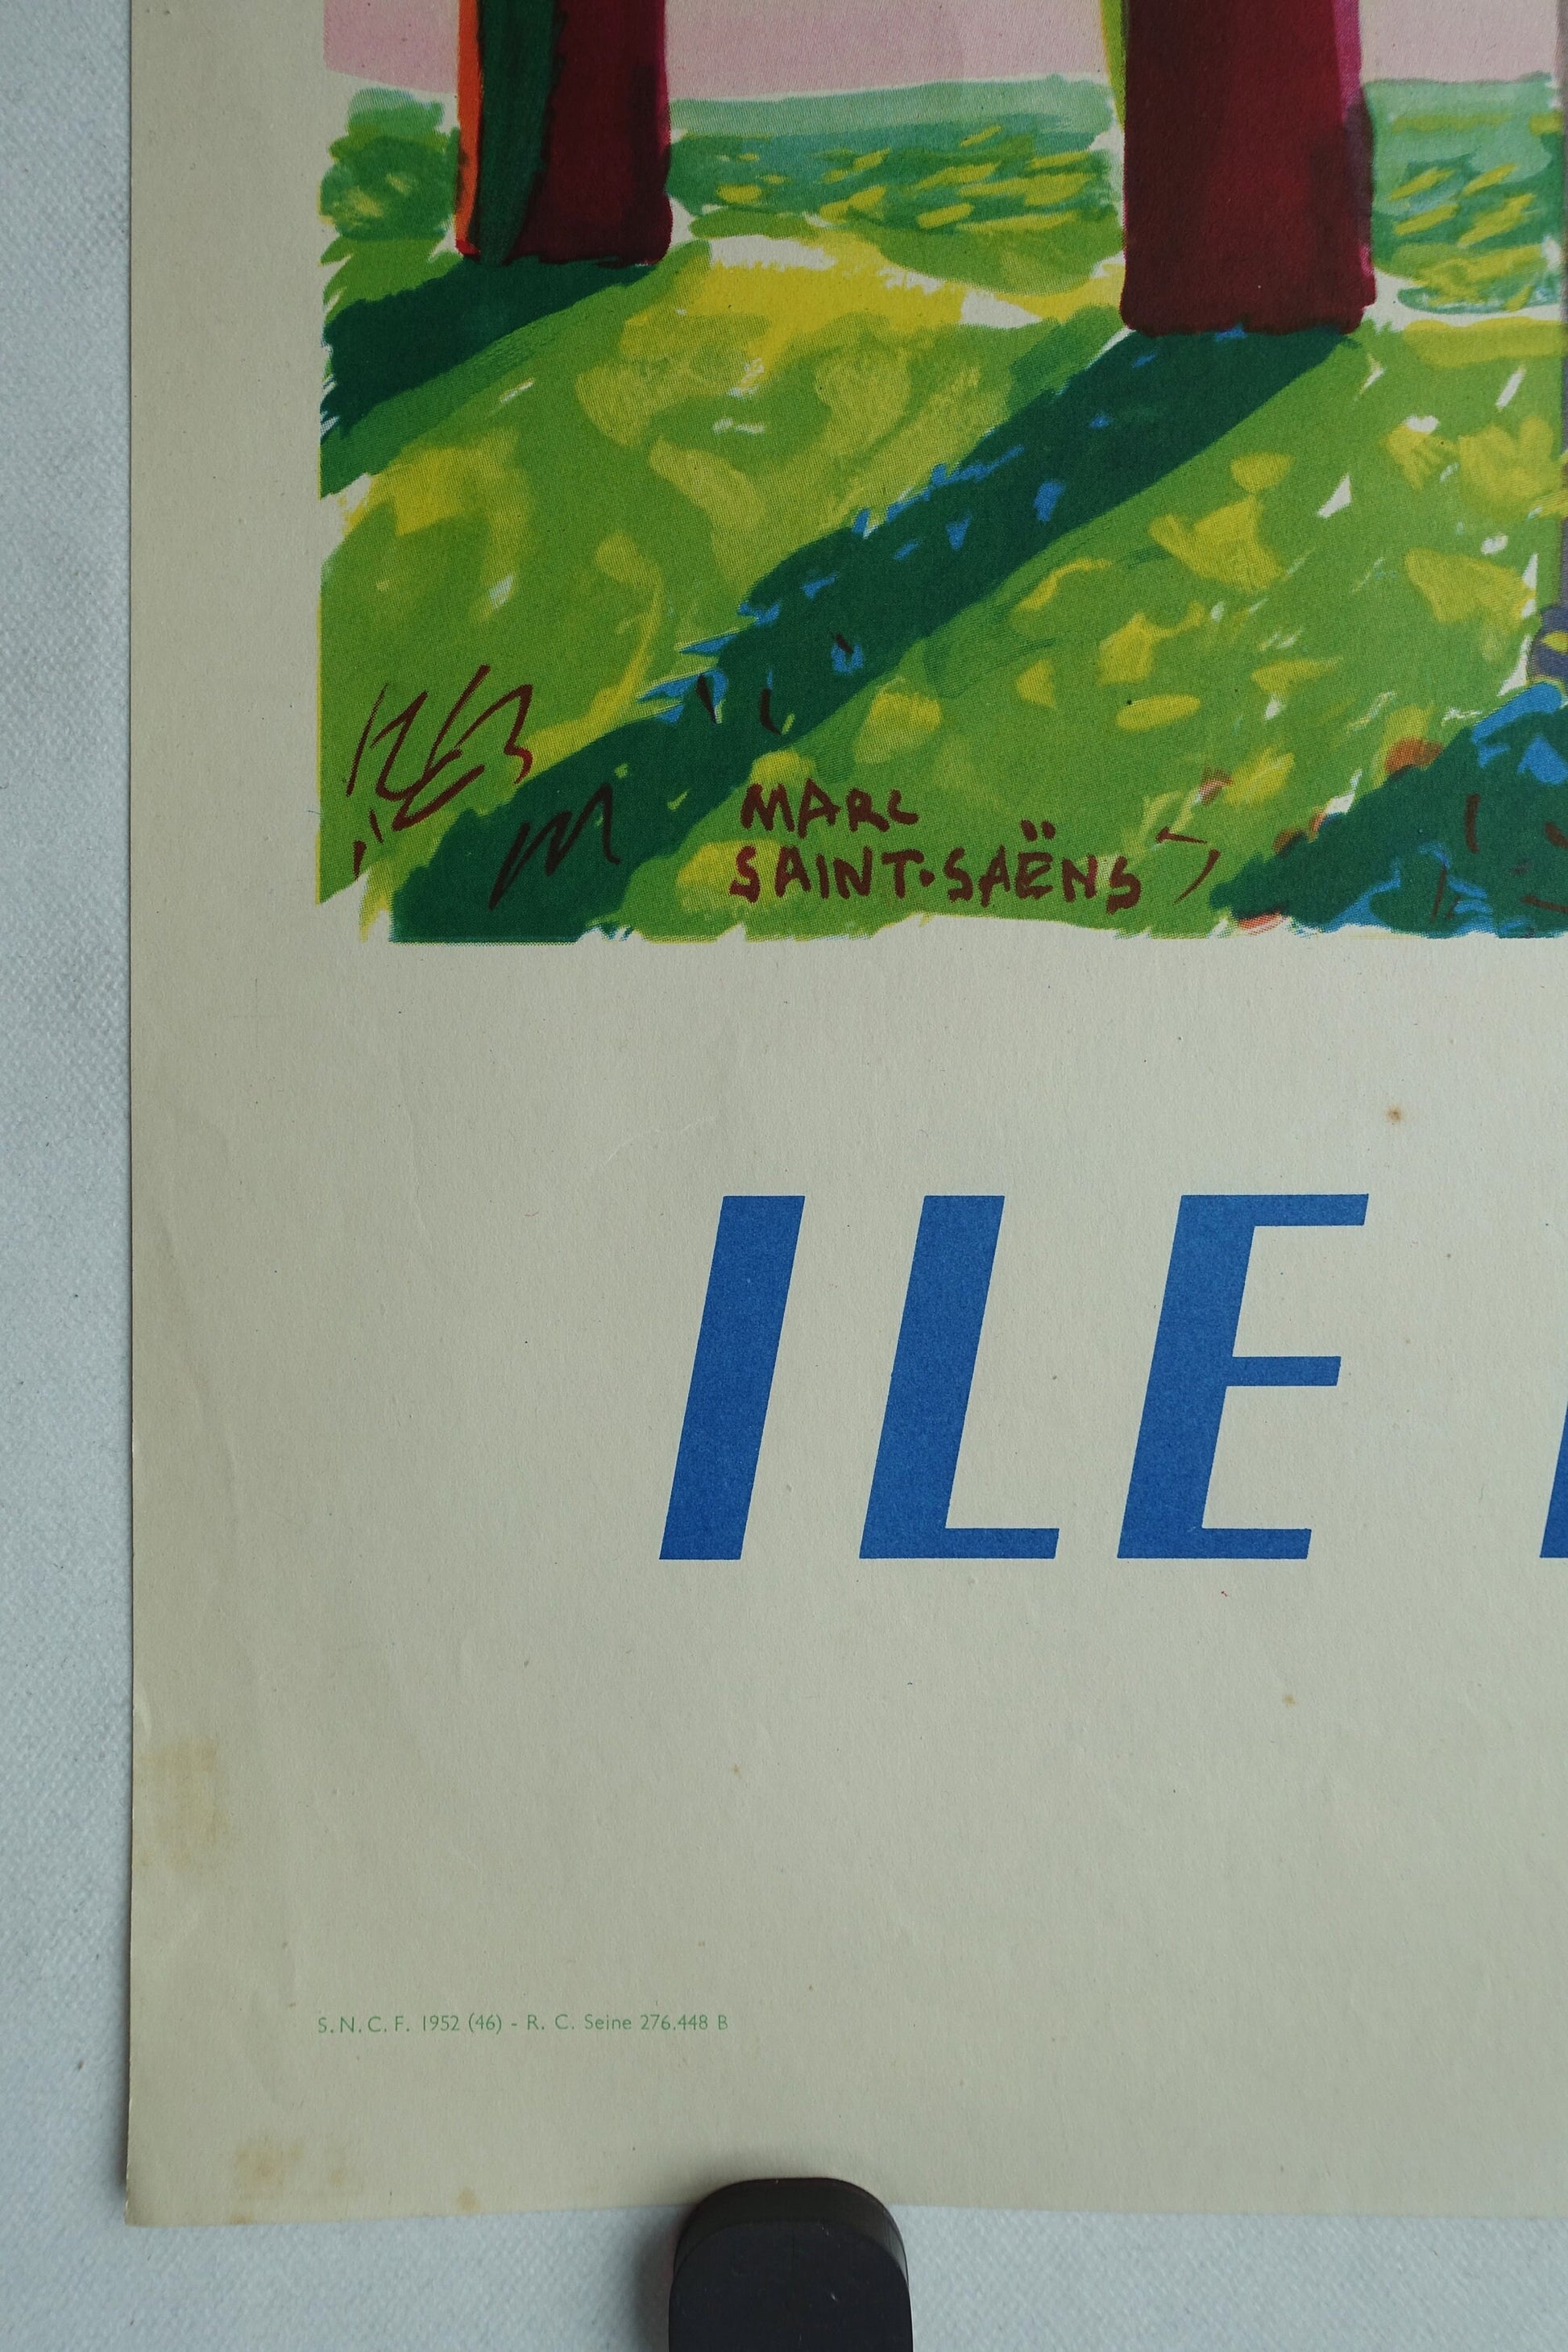 MARC
SAINT-SAËNS
ILE
S.N.C.F. 1952 (46) - R. C. Seine 276.448 B